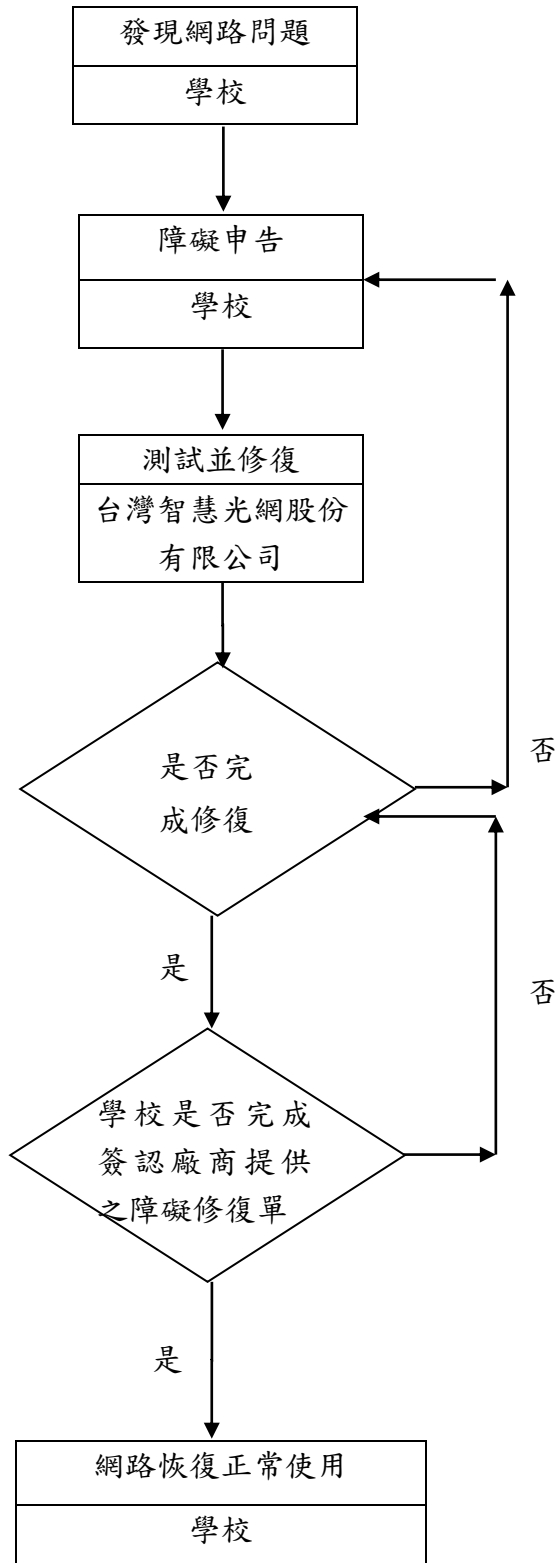 發現網路問題
學校
障礙申告
學校
測試並修復
台灣智慧光網股份
有限公司
是否完
成修復
否
是
否
學校是否完成
簽認廠商提供
之障礙修復單
是
網路恢復正常使用
學校